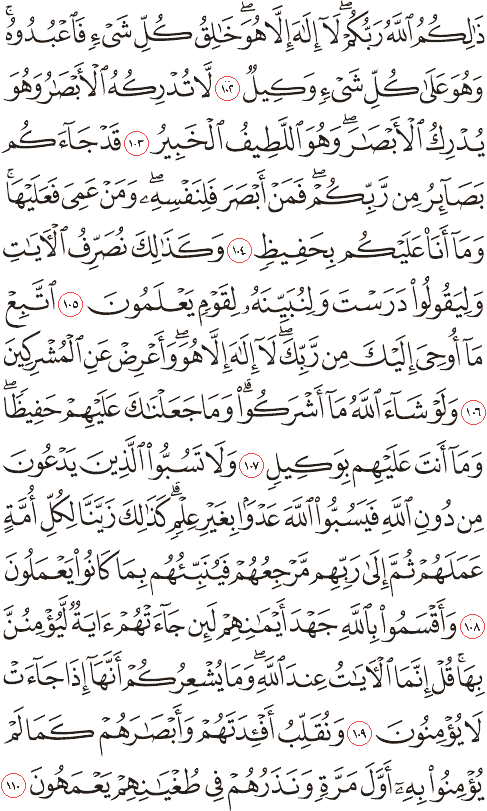 ذَٰلِكُمُ ٱللَّهُ رَبُّكُمۡۖ لَآ إِلَٰهَ إِلَّا هُوَۖ خَٰلِقُ كُلِّ شَيۡءٖ فَٱعۡبُدُوهُۚ
وَهُوَ عَلَىٰ كُلِّ شَيۡءٖ وَكِيلٞ ١٠٢ لَّا تُدۡرِكُهُ ٱلۡأَبۡصَٰرُ وَهُوَ
يُدۡرِكُ ٱلۡأَبۡصَٰرَۖ وَهُوَ ٱللَّطِيفُ ٱلۡخَبِيرُ ١٠٣ قَدۡ جَآءَكُم
بَصَآئِرُ مِن رَّبِّكُمۡۖ فَمَنۡ أَبۡصَرَ فَلِنَفۡسِهِۦۖ وَمَنۡ عَمِيَ فَعَلَيۡهَاۚ
وَمَآ أَنَا۠ عَلَيۡكُم بِحَفِيظٖ ١٠٤ وَكَذَٰلِكَ نُصَرِّفُ ٱلۡأٓيَٰتِ
وَلِيَقُولُواْ دَرَسۡتَ وَلِنُبَيِّنَهُۥ لِقَوۡمٖ يَعۡلَمُونَ ١٠٥ ٱتَّبِعۡ
مَآ أُوحِيَ إِلَيۡكَ مِن رَّبِّكَۖ لَآ إِلَٰهَ إِلَّا هُوَۖ وَأَعۡرِضۡ عَنِ ٱلۡمُشۡرِكِينَ
١٠٦ وَلَوۡ شَآءَ ٱللَّهُ مَآ أَشۡرَكُواْۗ وَمَا جَعَلۡنَٰكَ عَلَيۡهِمۡ حَفِيظٗاۖ
وَمَآ أَنتَ عَلَيۡهِم بِوَكِيلٖ ١٠٧ وَلَا تَسُبُّواْ ٱلَّذِينَ يَدۡعُونَ
مِن دُونِ ٱللَّهِ فَيَسُبُّواْ ٱللَّهَ عَدۡوَۢا بِغَيۡرِ عِلۡمٖۗ كَذَٰلِكَ زَيَّنَّا لِكُلِّ أُمَّةٍ
عَمَلَهُمۡ ثُمَّ إِلَىٰ رَبِّهِم مَّرۡجِعُهُمۡ فَيُنَبِّئُهُم بِمَا كَانُواْ يَعۡمَلُونَ
١٠٨ وَأَقۡسَمُواْ بِٱللَّهِ جَهۡدَ أَيۡمَٰنِهِمۡ لَئِن جَآءَتۡهُمۡ ءَايَةٞ لَّيُؤۡمِنُنَّ
بِهَاۚ قُلۡ إِنَّمَا ٱلۡأٓيَٰتُ عِندَ ٱللَّهِۖ وَمَا يُشۡعِرُكُمۡ أَنَّهَآ إِذَا جَآءَتۡ
لَا يُؤۡمِنُونَ ١٠٩ وَنُقَلِّبُ أَفۡـِٔدَتَهُمۡ وَأَبۡصَٰرَهُمۡ كَمَا لَمۡ
يُؤۡمِنُواْ بِهِۦٓ أَوَّلَ مَرَّةٖ وَنَذَرُهُمۡ فِي طُغۡيَٰنِهِمۡ يَعۡمَهُونَ ١١٠